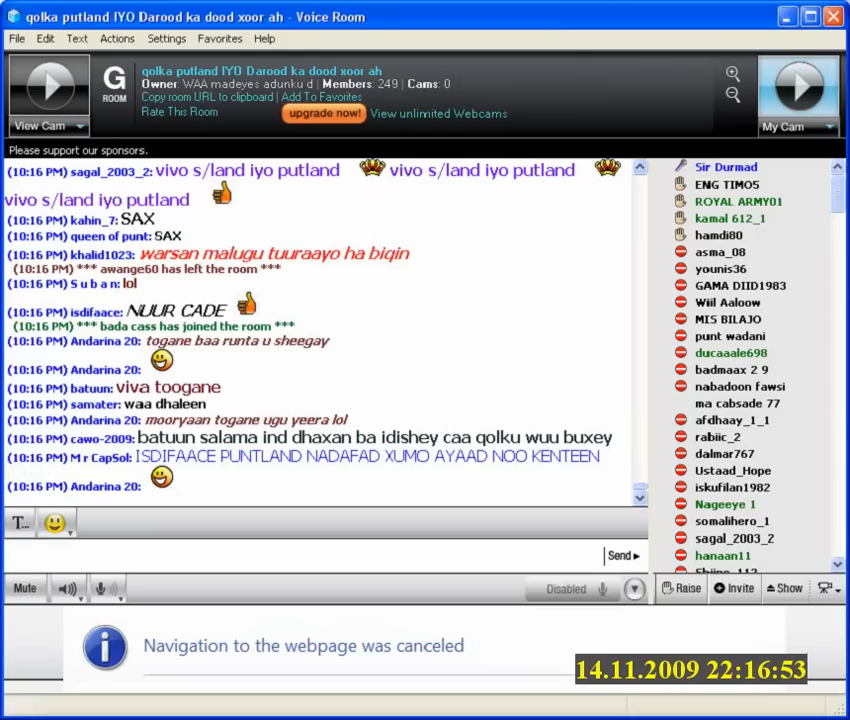 qolka putland IYO Darood ka dood xoor ah - Voice Room
File Edit Text Actions Settings Favorites Help
G
ROOM
qolka putland IYO Darood ka dood xoor ah
Owner: WAA madeyes adunku d | Members: 249 | Cams: 0
Copy room URL to clipboard | Add To Favorites
Rate This Room upgrade now! View unlimited Webcams
View Cam
My Cam
Please support our sponsors.
(10:16 PM) sagal_2003_2: vivo s/land iyo putland vivo s/land iyo putland
vivo s/land iyo putland
(10:16 PM) kahin_7: SAX
(10:16 PM) queen of punt: SAX
(10:16 PM) khalid1023: warsan malugu tuuraayo ha biqin
(10:16 PM) *** awange60 has left the room ***
(10:16 PM) S u b a n: lol
(10:16 PM) isdifaace: NUUR CADE
(10:16 PM) *** bada cass has joined the room ***
(10:16 PM) Andarina 20: togane baa runta u sheegay
(10:16 PM) Andarina 20:
(10:16 PM) batuun: viva toogane
(10:16 PM) samater: waa dhaleen
(10:16 PM) Andarina 20: mooryaan togane ugu yeera lol
(10:16 PM) cawo-2009: batuun salama ind dhaxan ba idishey caa qolku wuu buxey
(10:16 PM) M r CapSol: ISDIFAACE PUNTLAND NADAFAD XUMO AYAAD NOO KENTEEN
(10:16 PM) Andarina 20:
Sir Durmad
ENG TIMO5
ROYAL ARMY01
kamal 612_1
hamdi80
asma_08
younis36
GAMA DIID1983
Wiil Aaloow
MIS BILAJO
punt wadani
ducaaale698
badmaax 2 9
nabadoon fawsi
ma cabsade 77
afdhaay_1_1
rabiic_2
dalmar767
Ustaad_Hope
iskufilan1982
Nageeye 1
somalihero_1
sagal_2003_2
hanaan11
T...
Send
Mute Disabled Raise Invite Show
Navigation to the webpage was canceled
14.11.2009 22:16:53